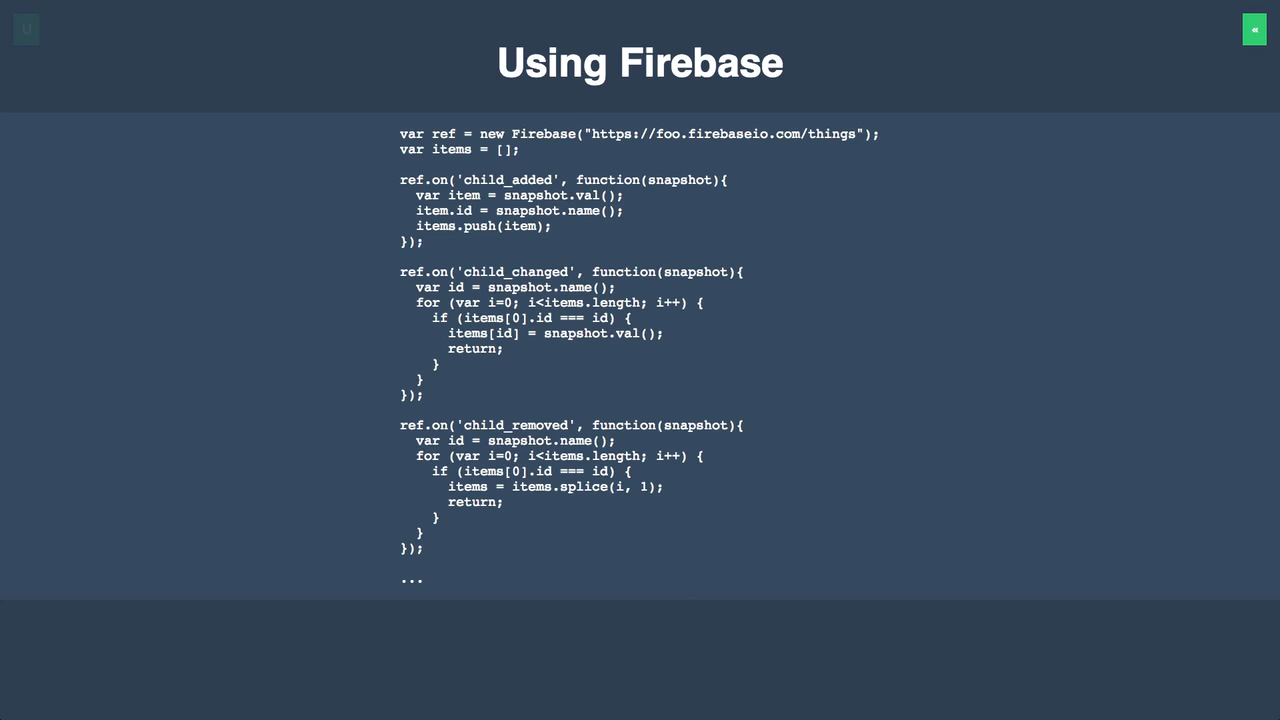 U
«
Using Firebase
var ref = new Firebase("https://foo.firebaseio.com/things");
var items = [];
ref.on('child_added', function(snapshot){
  var item = snapshot.val();
  item.id = snapshot.name();
  items.push(item);
});
ref.on('child_changed', function(snapshot){
  var id = snapshot.name();
  for (var i=0; i<items.length; i++) {
    if (items[0].id === id) {
      items[id] = snapshot.val();
      return;
    }
  }
});
ref.on('child_removed', function(snapshot){
  var id = snapshot.name();
  for (var i=0; i<items.length; i++) {
    if (items[0].id === id) {
      items = items.splice(i, 1);
      return;
    }
  }
});
...